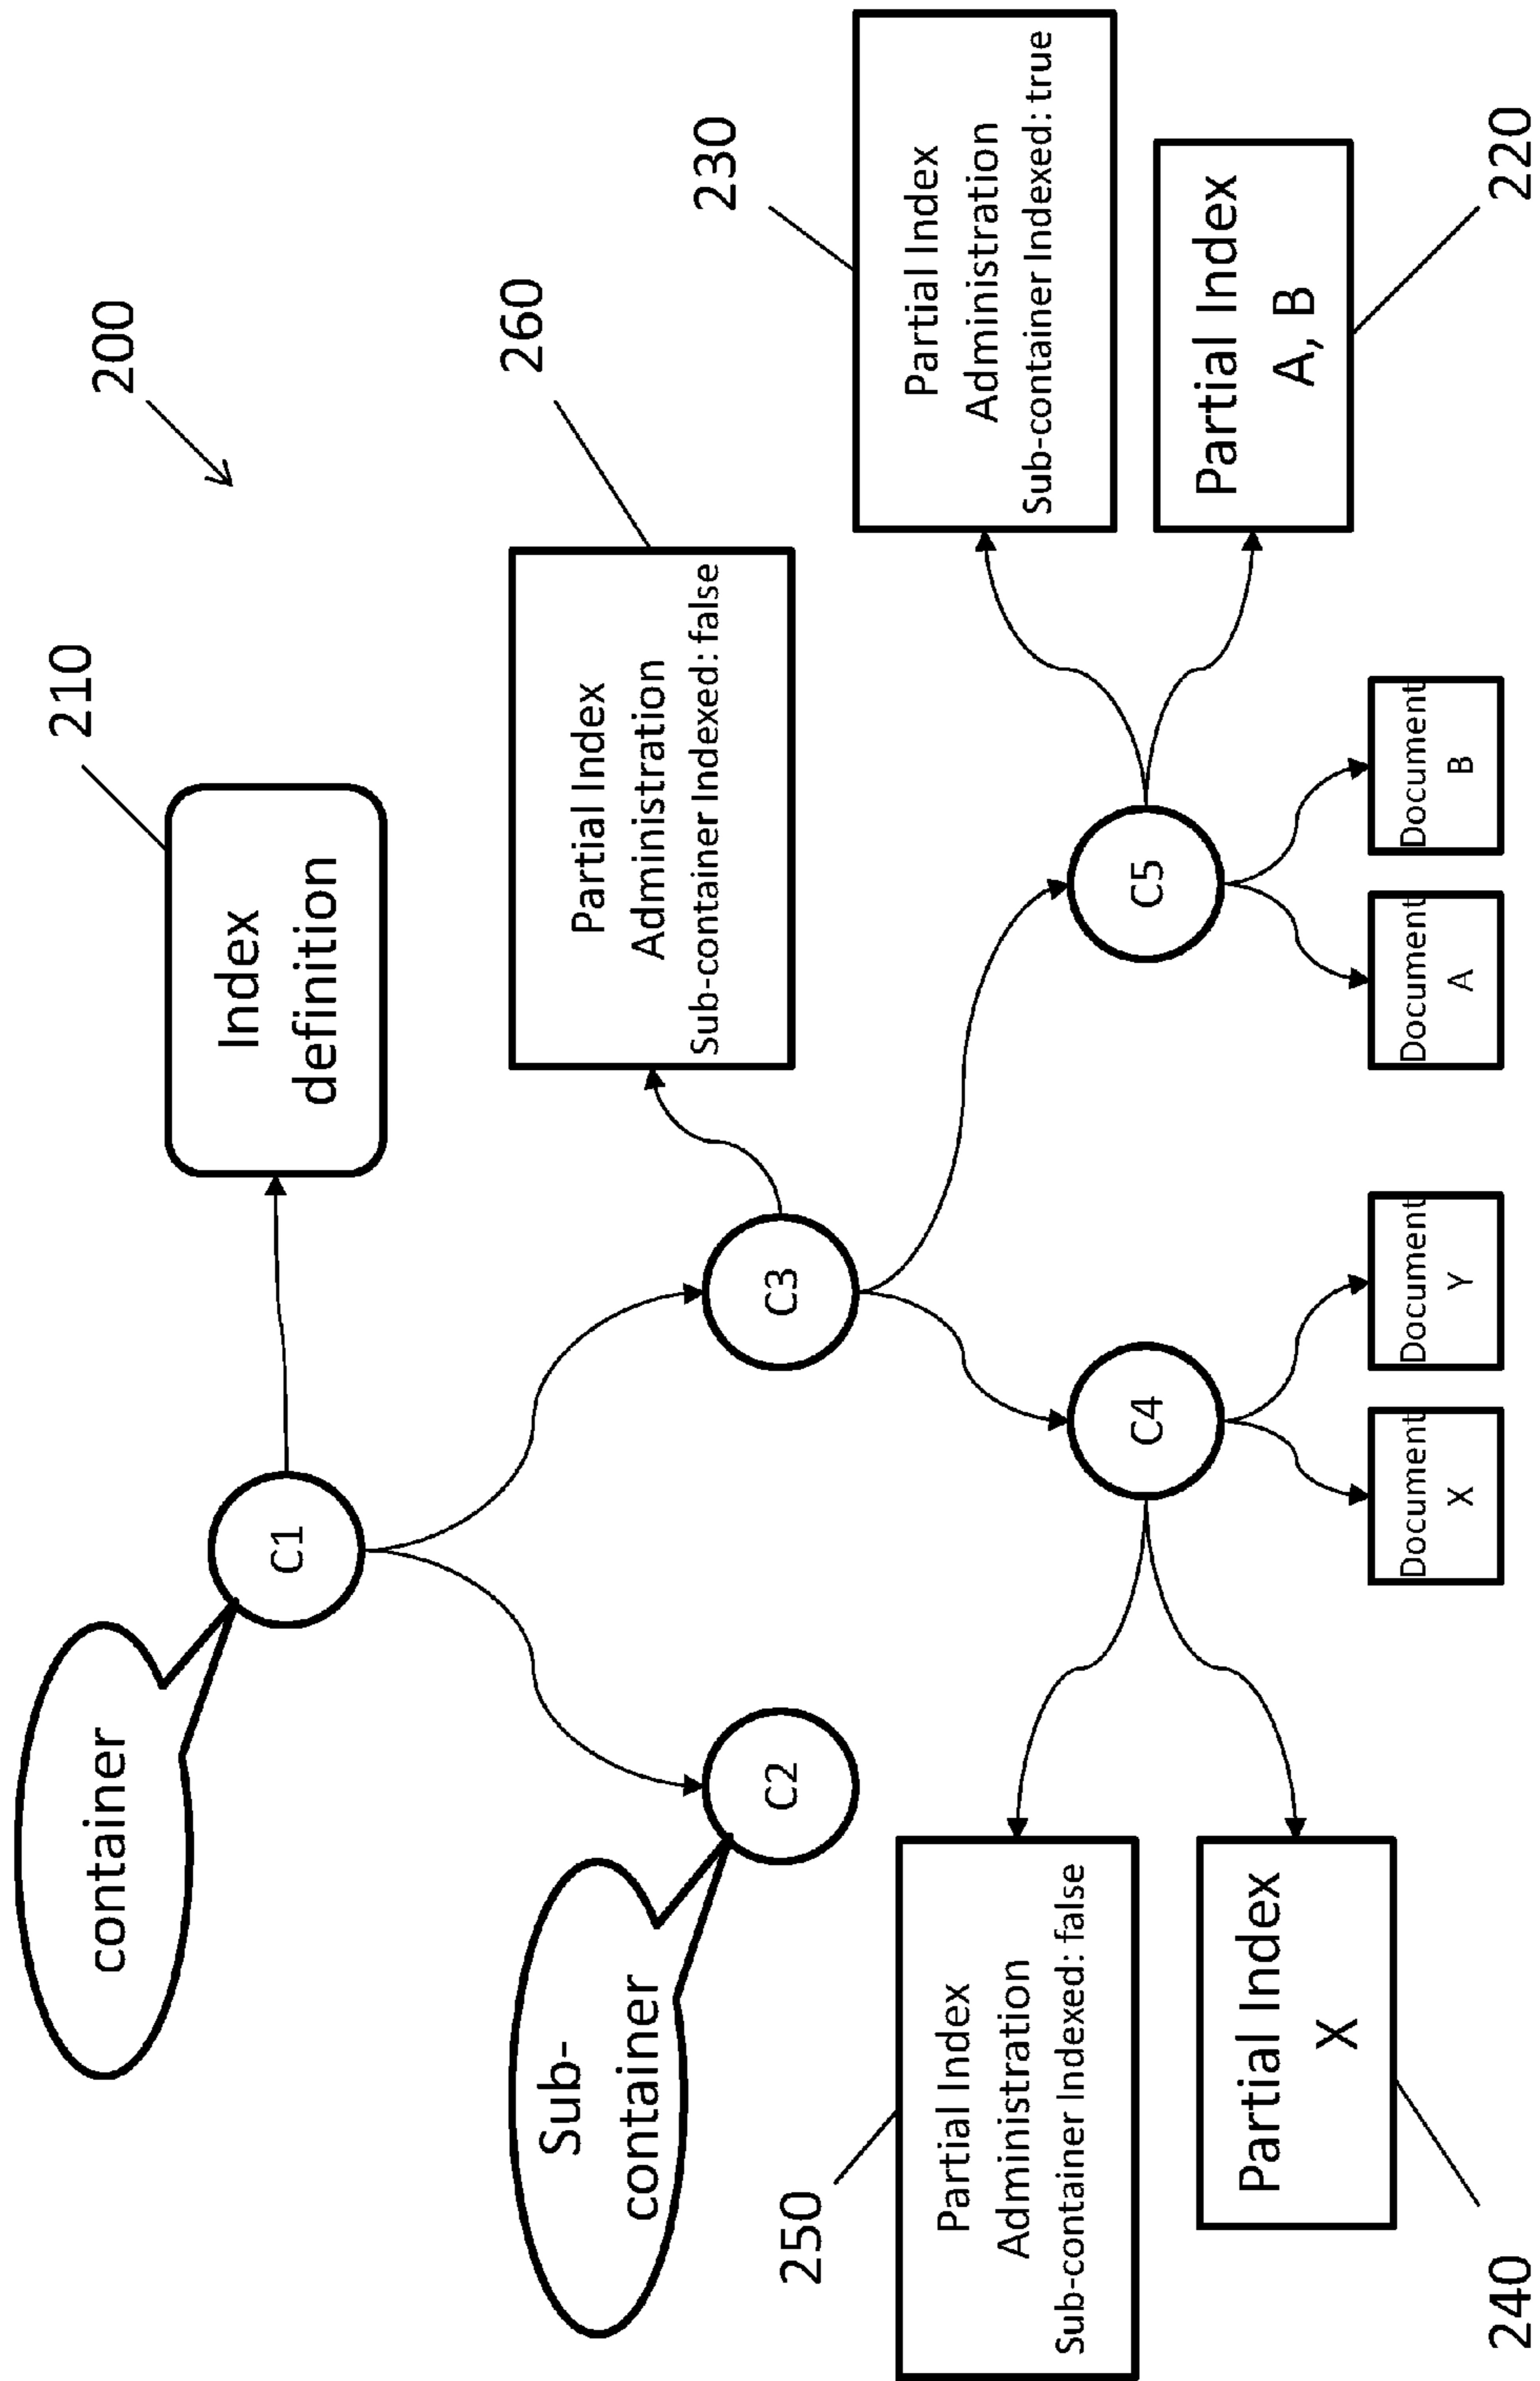 200
container
C1
210
Index
definition
Sub-
container
C2
C3
260
Partial Index
Administration
Sub-container Indexed: false
230
Partial Index
Administration
Sub-container Indexed: true
250
Partial Index
Administration
Sub-container Indexed: false
C4
C5
Partial Index
A, B
220
Partial Index
X
240
Document
X
Document
Y
Document
A
Document
B